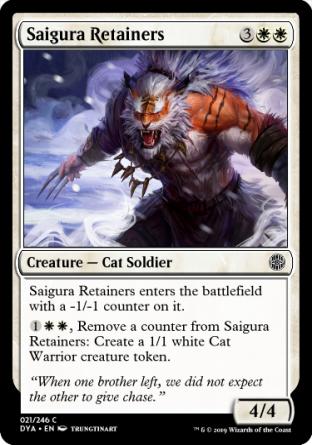 Saigura Retainers 3
Creature — Cat Soldier
Saigura Retainers enters the battlefield
with a -1/-1 counter on it.
1, Remove a counter from Saigura
Retainers: Create a 1/1 white Cat
Warrior creature token.
“When one brother left, we did not expect
the other to give chase.”
4/4
021/246 C
DYA • EN TRUNGTINART
™ & © 2019 Wizards of the Coast